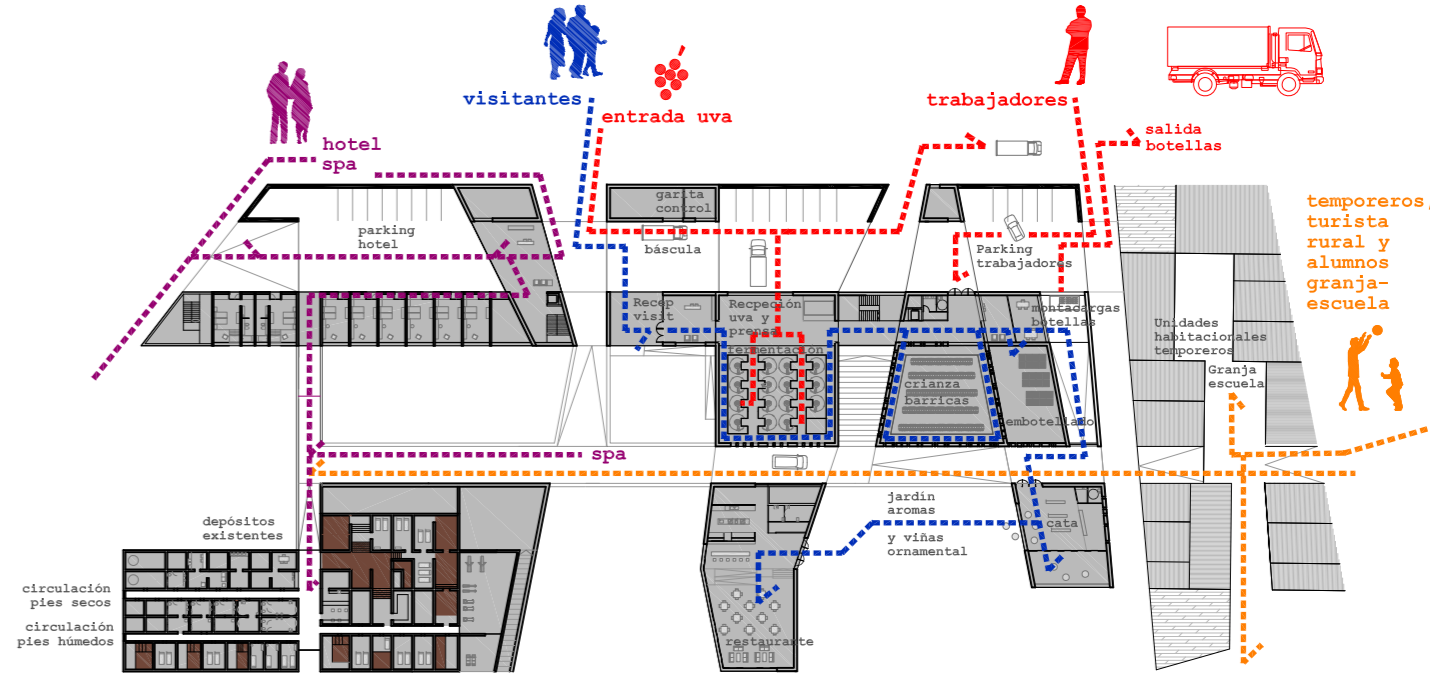 visitantes
entrada uva
trabajadores
salida
botellas
hotel
spa
temporeros,
turista
rural y
alumnos
granja-
escuela
garita
control
parking
hotel
báscula
Parking
trabajadores
Recep
visit
Recpeción
uva y
prensa
fermentación
montacargas
botellas
Unidades
habitacionales
temporeros
Granja
escuela
crianza
barricas
embotellado
spa
depósitos
existentes
jardín
aromas
y viñas
ornamental
cata
circulación
pies secos
circulación
pies húmedos
restaurante